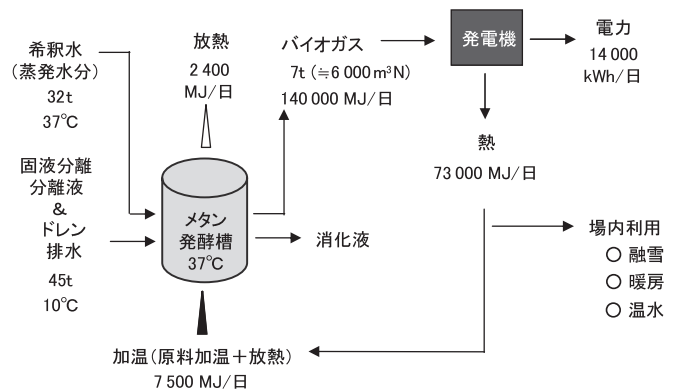 希釈水
(蒸発水分)
32t
37℃
固液分離
分離液
&
ドレン
排水
45t
10℃
放熱
2 400
MJ/日
メタン
発酵槽
37℃
加温(原料加温+放熱)
7 500 MJ/日
バイオガス
7t(≒6 000 m³N)
140 000 MJ/日
消化液
発電機
電力
14 000
kWh/日
熱
73 000 MJ/日
場内利用
○ 融雪
○ 暖房
○ 温水